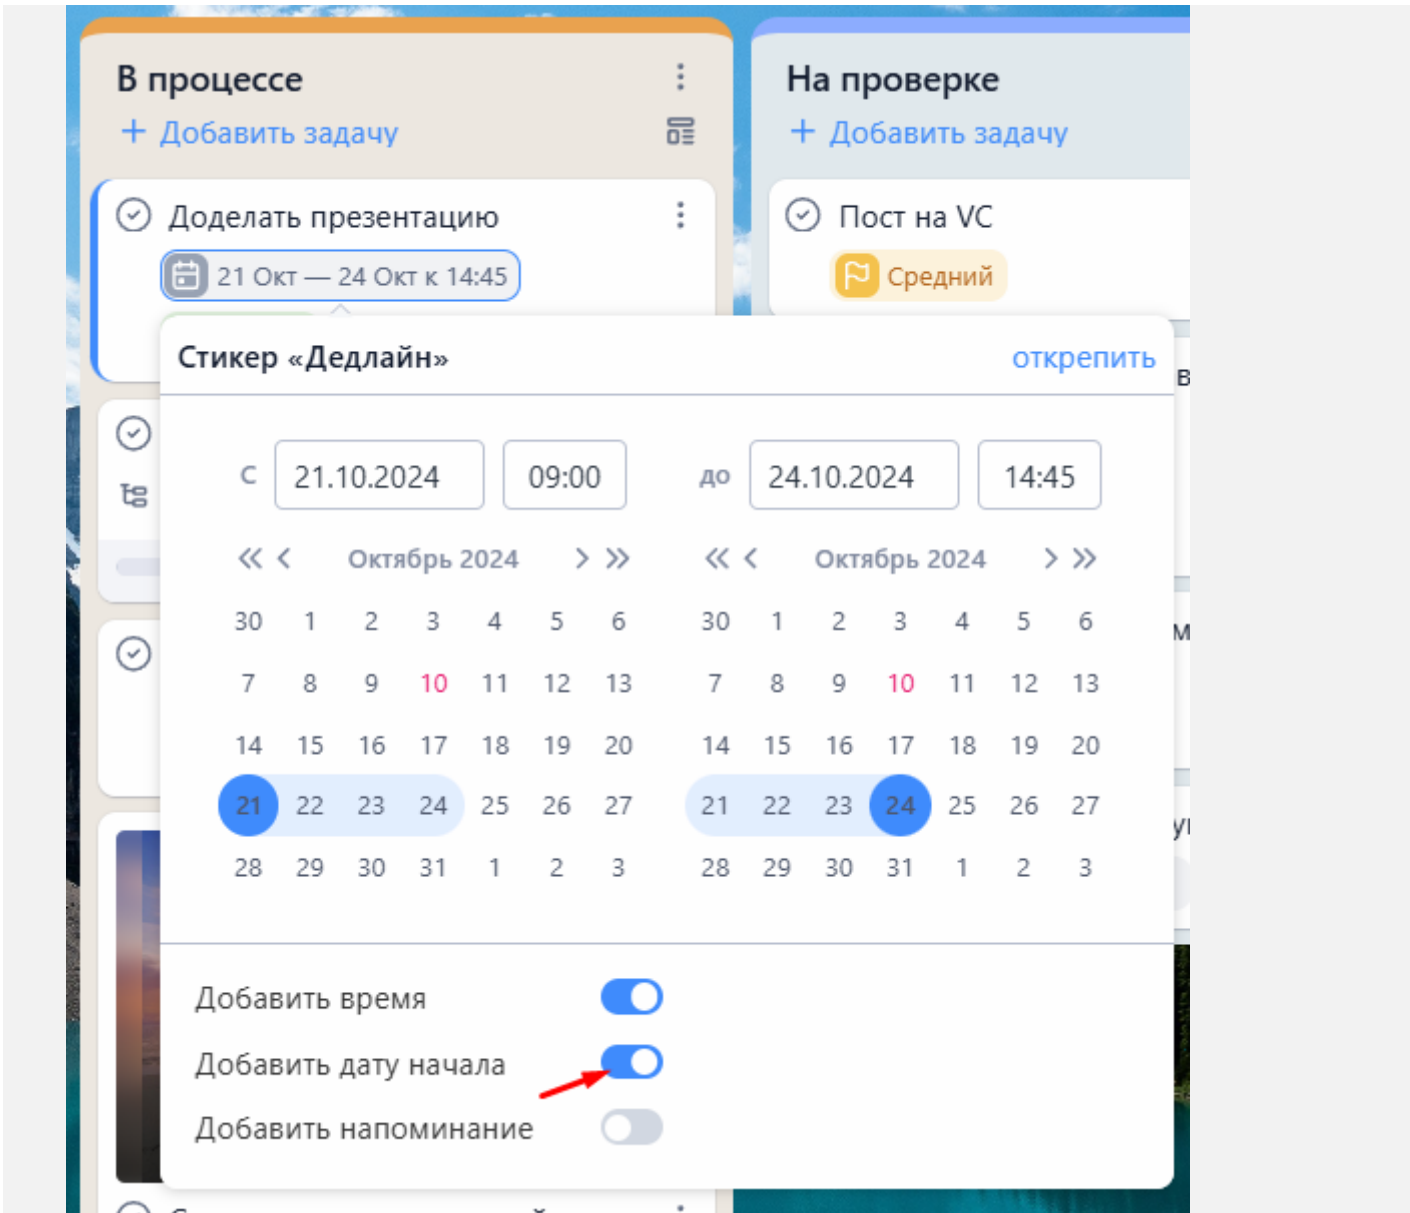 В процессе
+ Добавить задачу
На проверке
+ Добавить задачу
Доделать презентацию
21 Окт — 24 Окт к 14:45
Пост на VC
Средний
Стикер «Дедлайн»
открепить
с 21.10.2024 09:00 до 24.10.2024 14:45
Октябрь 2024
30 1 2 3 4 5 6
7 8 9 10 11 12 13
14 15 16 17 18 19 20
21 22 23 24 25 26 27
28 29 30 31 1 2 3
Октябрь 2024
30 1 2 3 4 5 6
7 8 9 10 11 12 13
14 15 16 17 18 19 20
21 22 23 24 25 26 27
28 29 30 31 1 2 3
Добавить время
Добавить дату начала
Добавить напоминание